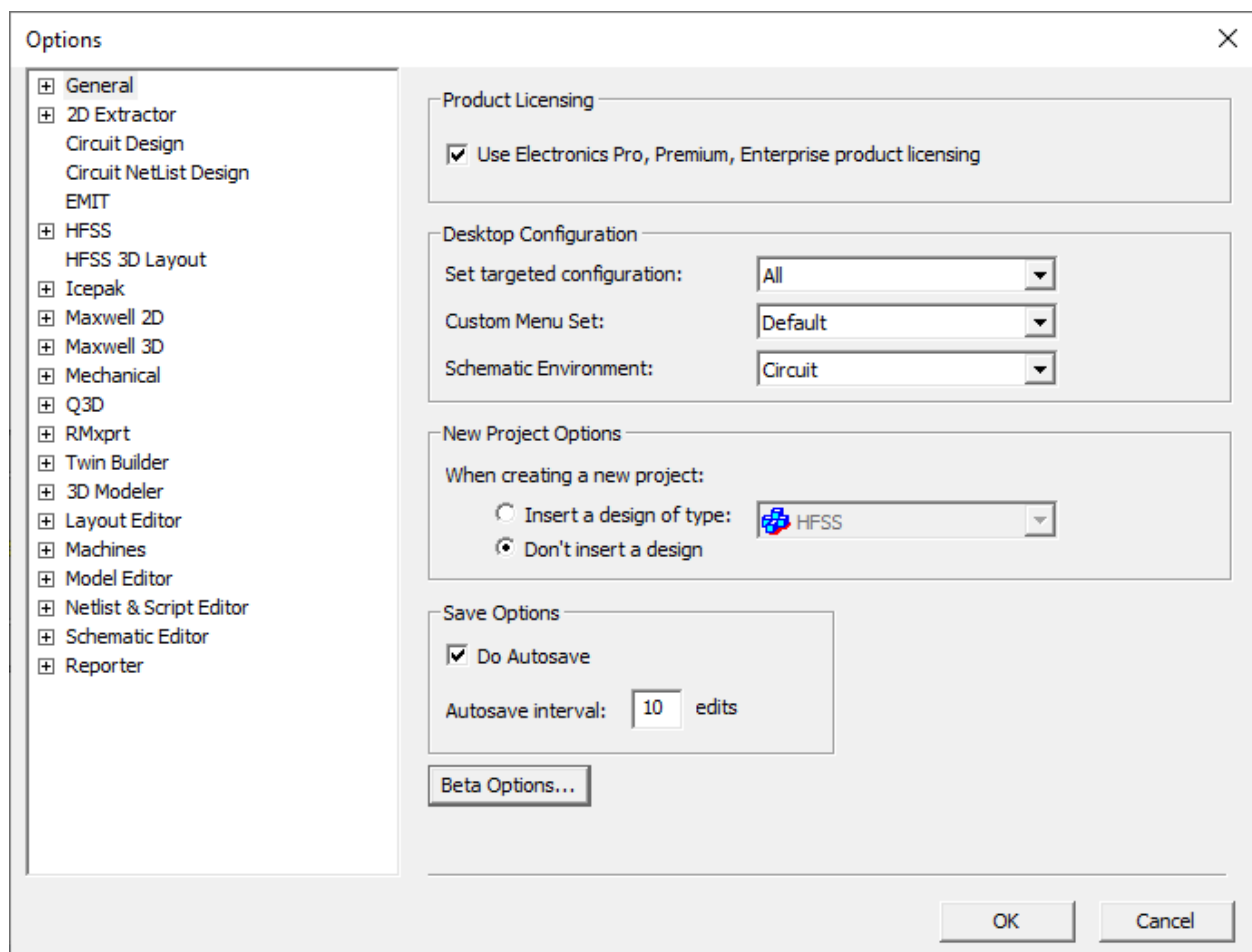 Options
General
2D Extractor
Circuit Design
Circuit NetList Design
EMIT
HFSS
HFSS 3D Layout
Icepak
Maxwell 2D
Maxwell 3D
Mechanical
Q3D
RMxprt
Twin Builder
3D Modeler
Layout Editor
Machines
Model Editor
Netlist & Script Editor
Schematic Editor
Reporter
Product Licensing
Use Electronics Pro, Premium, Enterprise product licensing
Desktop Configuration
Set targeted configuration: All
Custom Menu Set: Default
Schematic Environment: Circuit
New Project Options
When creating a new project:
Insert a design of type: HFSS
Don't insert a design
Save Options
Do Autosave
Autosave interval: 10 edits
Beta Options...
OK Cancel